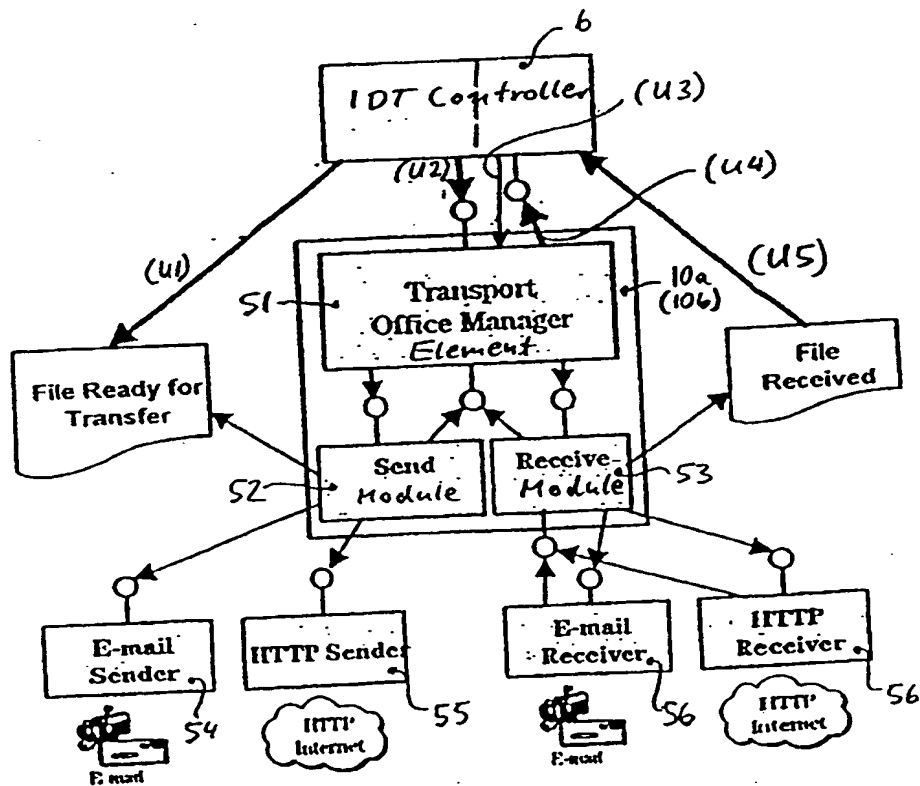 6
IDT Controller
(U3)
(U2)
(U4)
(U1)
(U5)
51
Transport
Office Manager
Element
10a
(10b)
File Ready for
Transfer
File
Received
52
Send
Module
Receive-
Module
53
E-mail
Sender
HTTP Sender
E-mail
Receiver
HTTP
Receiver
54
55
56
56
E-mail
HTTP
Internet
E-mail
HTTP
Internet